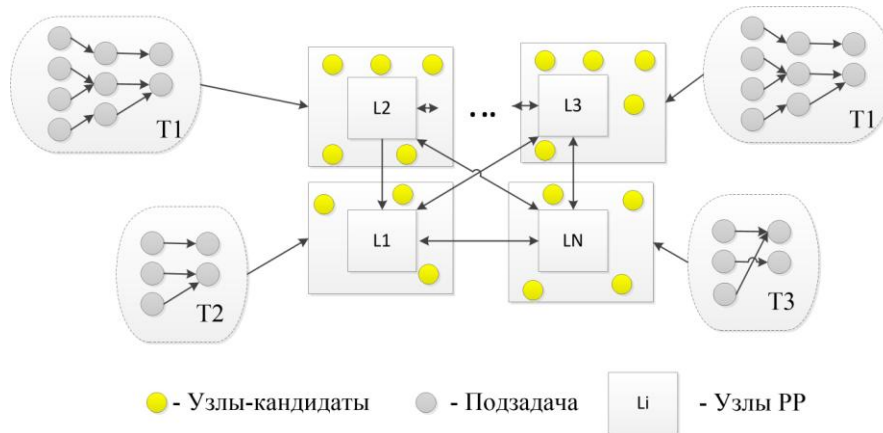 T1
L2
...
L3
T1
T2
L1
LN
T3
- Узлы-кандидаты
- Подзадача
Li
- Узлы РР